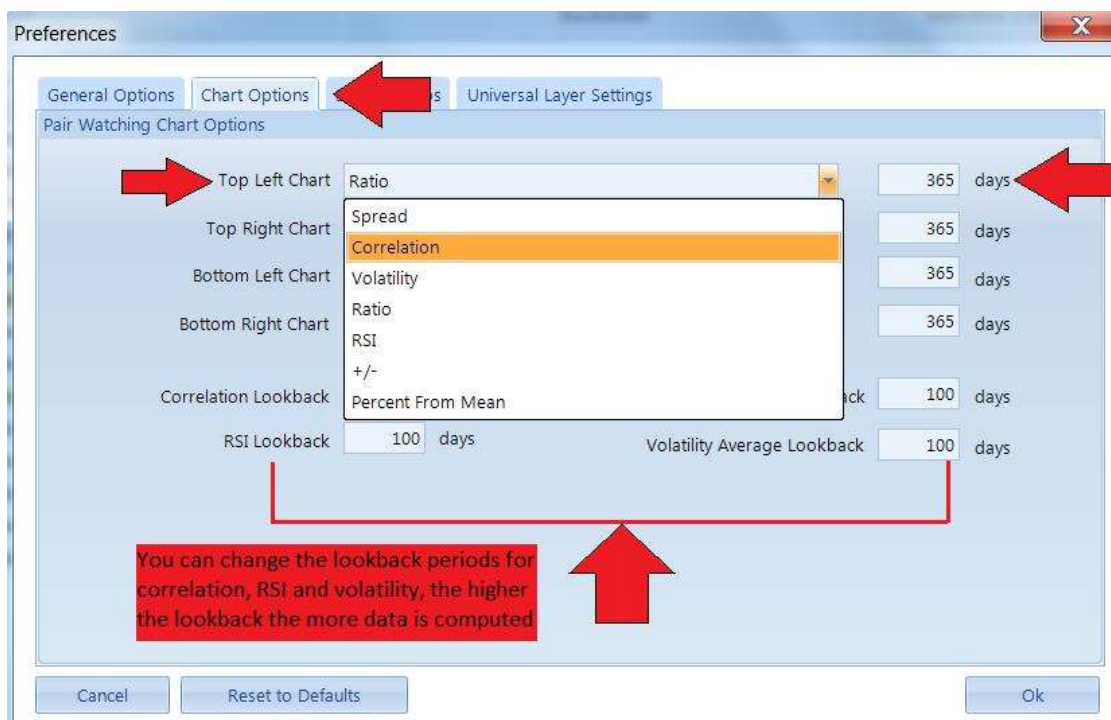 Preferences
X
General Options Chart Options s Universal Layer Settings
Pair Watching Chart Options
Top Left Chart Ratio 365 days
Spread
Top Right Chart 365 days
Correlation
Bottom Left Chart Volatility 365 days
Ratio
Bottom Right Chart 365 days
RSI
+/-
Correlation Lookback Percent From Mean ack 100 days
RSI Lookback 100 days Volatility Average Lookback 100 days
You can change the lookback periods for
correlation, RSI and volatility, the higher
the lookback the more data is computed
Cancel Reset to Defaults Ok